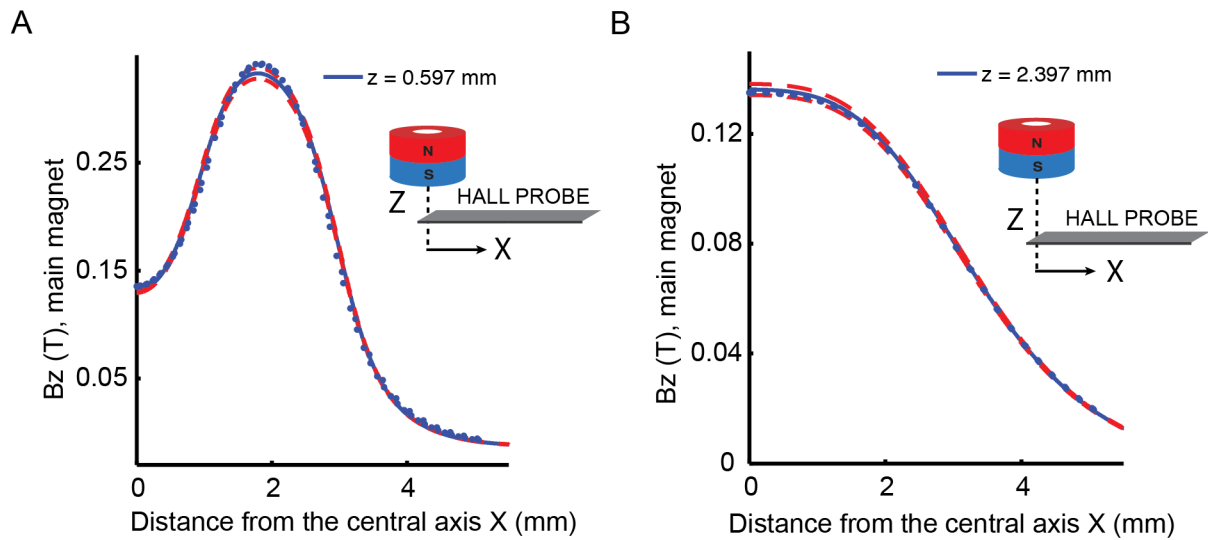 A
z = 0.597 mm
Bz (T), main magnet
0.25
0.15
0.05
0
2
4
Distance from the central axis X (mm)
N
S
Z
HALL PROBE
X
B
z = 2.397 mm
Bz (T), main magnet
0.12
0.08
0.04
0
0
2
4
Distance from the central axis X (mm)
N
S
Z
HALL PROBE
X